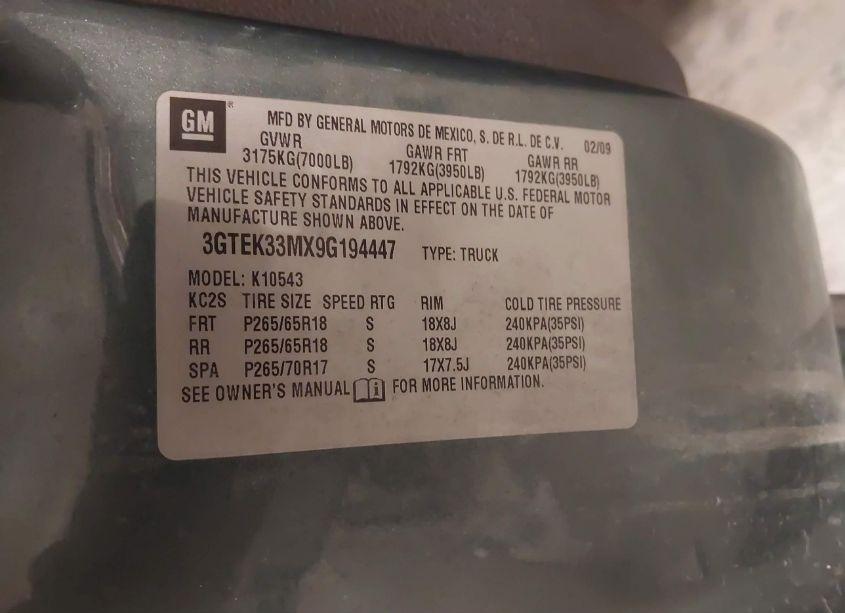 GM® MFD BY GENERAL MOTORS DE MEXICO, S. DE R.L. DE C.V. 02/09
GVWR GAWR FRT GAWR RR
3175KG(7000LB) 1792KG(3950LB) 1792KG(3950LB)
THIS VEHICLE CONFORMS TO ALL APPLICABLE U.S. FEDERAL MOTOR
VEHICLE SAFETY STANDARDS IN EFFECT ON THE DATE OF
MANUFACTURE SHOWN ABOVE.
3GTEK33MX9G194447 TYPE: TRUCK
MODEL: K10543
KC2S TIRE SIZE SPEED RTG RIM COLD TIRE PRESSURE
FRT P265/65R18 S 18X8J 240KPA(35PSI)
RR P265/65R18 S 18X8J 240KPA(35PSI)
SPA P265/70R17 S 17X7.5J 240KPA(35PSI)
SEE OWNER'S MANUAL FOR MORE INFORMATION.